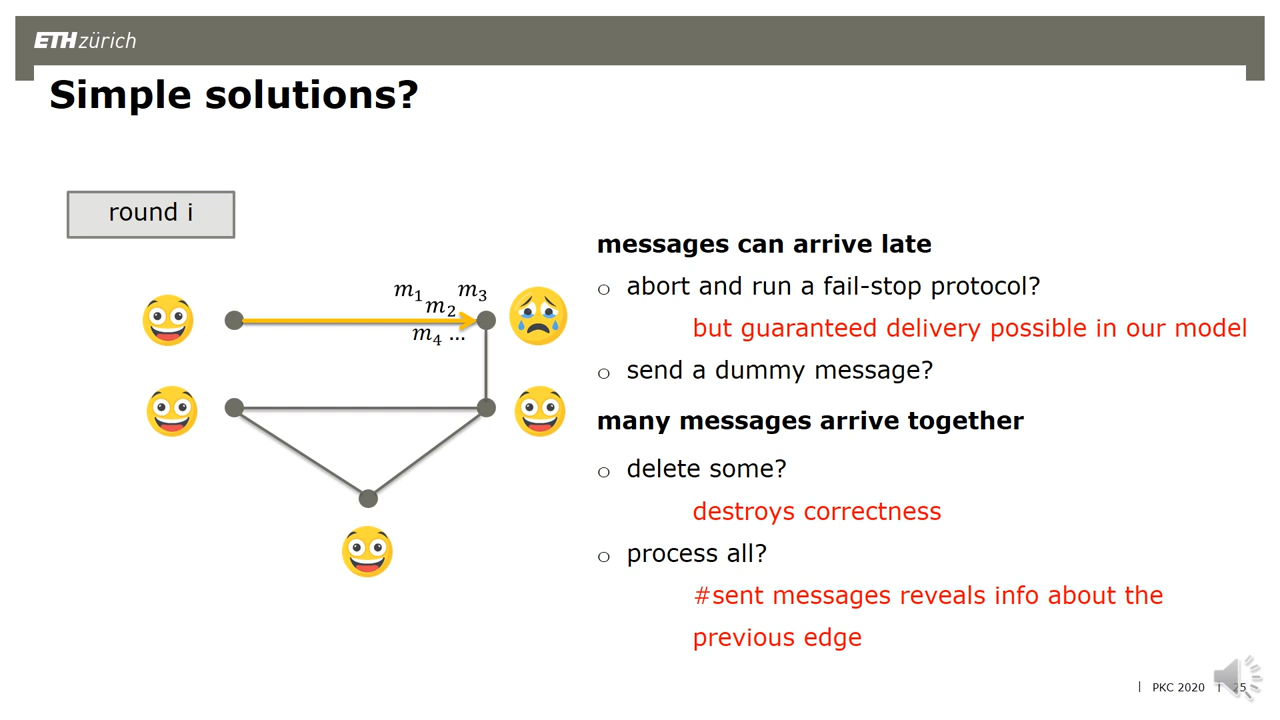 ETH zürich
Simple solutions?
round i
m₁ m₂ m₃
m₄ ...
messages can arrive late
○ abort and run a fail-stop protocol?
but guaranteed delivery possible in our model
○ send a dummy message?
many messages arrive together
○ delete some?
destroys correctness
○ process all?
#sent messages reveals info about the
previous edge
| PKC 2020 | 25